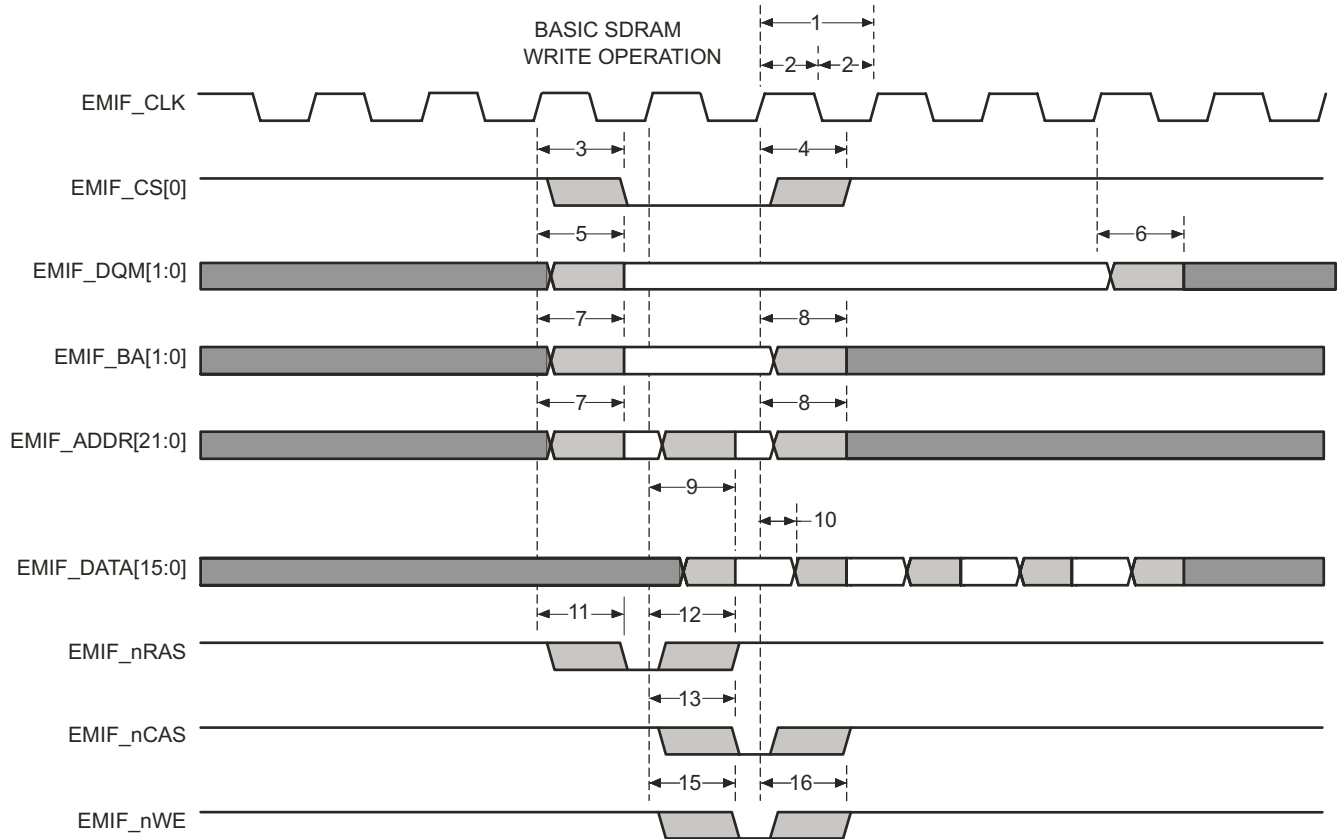 BASIC SDRAM
WRITE OPERATION
1
2 2
EMIF_CLK
3 4
EMIF_CS[0]
5 6
EMIF_DQM[1:0]
7 8
EMIF_BA[1:0]
7 8
EMIF_ADDR[21:0]
9
10
EMIF_DATA[15:0]
11 12
EMIF_nRAS
13
EMIF_nCAS
15 16
EMIF_nWE